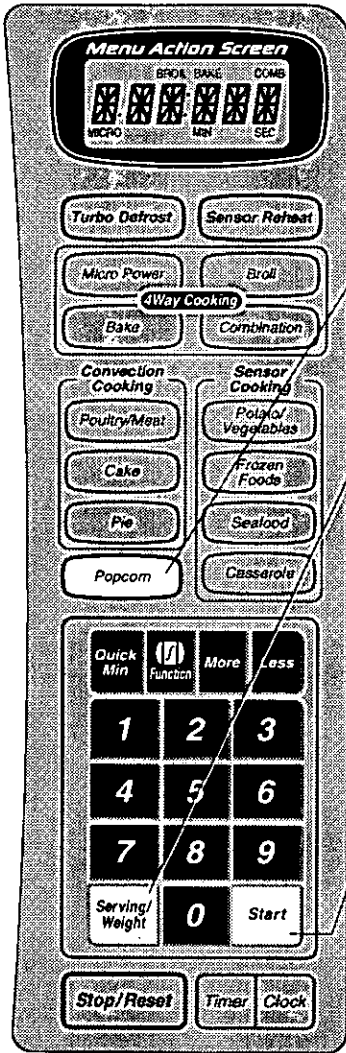 Menu Action Screen
BROIL BAKE COMB
MICRO MIN SEC
Turbo Defrost Sensor Reheat
Micro Power Broil
4Way Cooking
Bake Combination
Convection Cooking
Sensor Cooking
Poultry/Meat
Potato/
Vegetables
Cake
Frozen
Foods
Pie
Seafood
Popcorn
Casserole
Quick
Min
Function
More
Less
1 2 3
4 5 6
7 8 9
Serving/
Weight
0
Start
Stop/Reset Timer Clock